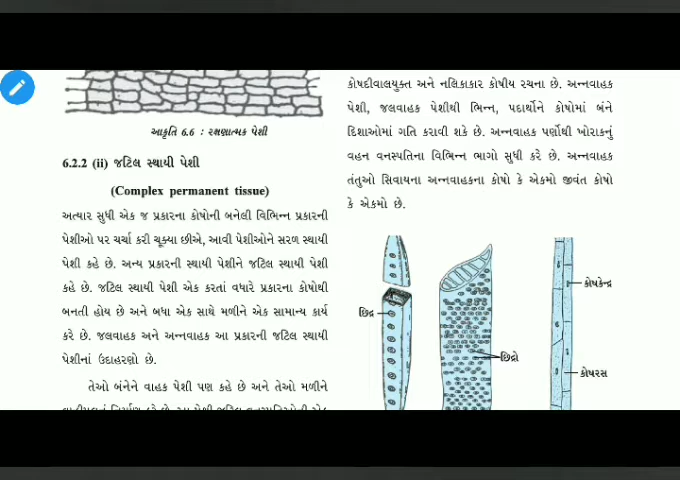 આકૃતિ 6.6 : રક્ષણાત્મક પેશી
6.2.2 (ii) જટિલ સ્થાયી પેશી
(Complex permanent tissue)
અત્યાર સુધી એક જ પ્રકારના કોષોની બનેલી વિભિન્ન પ્રકારની
પેશીઓ પર ચર્ચા કરી ચૂક્યા છીએ, આવી પેશીઓને સરળ સ્થાયી
પેશી કહે છે. અન્ય પ્રકારની સ્થાયી પેશીને જટિલ સ્થાયી પેશી
કહે છે. જટિલ સ્થાયી પેશી એક કરતાં વધારે પ્રકારના કોષોથી
બનતી હોય છે અને બધા એક સાથે મળીને એક સામાન્ય કાર્ય
કરે છે. જલવાહક અને અન્નવાહક આ પ્રકારની જટિલ સ્થાયી
પેશીનાં ઉદાહરણો છે.
તેઓ બંનેને વાહક પેશી પણ કહે છે અને તેઓ મળીને
કોષદીવાલયુક્ત અને નલિકાકાર કોષીય રચના છે. અન્નવાહક
પેશી, જલવાહક પેશીથી ભિન્ન, પદાર્થોને કોષોમાં બંને
દિશાઓમાં ગતિ કરાવી શકે છે. અન્નવાહક પર્ણોથી ખોરાકનું
વહન વનસ્પતિના વિભિન્ન ભાગો સુધી કરે છે. અન્નવાહક
તંતુઓ સિવાયના અન્નવાહકના કોષો કે એકમો જીવંત કોષો
કે એકમો છે.
છિદ્ર
છિદ્રો
કોષકેન્દ્ર
કોષરસ